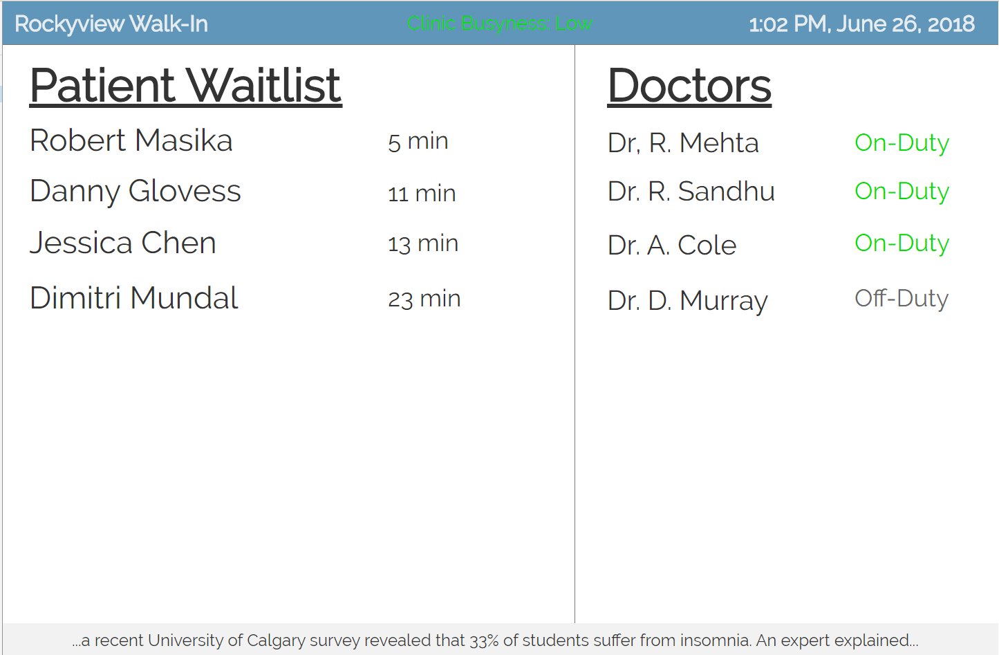 Rockyview Walk-In
Clinic Busyness: Low
1:02 PM, June 26, 2018
Patient Waitlist
Robert Masika 5 min
Danny Glovess 11 min
Jessica Chen 13 min
Dimitri Mundal 23 min
Doctors
Dr, R. Mehta On-Duty
Dr. R. Sandhu On-Duty
Dr. A. Cole On-Duty
Dr. D. Murray Off-Duty
...a recent University of Calgary survey revealed that 33% of students suffer from insomnia. An expert explained...